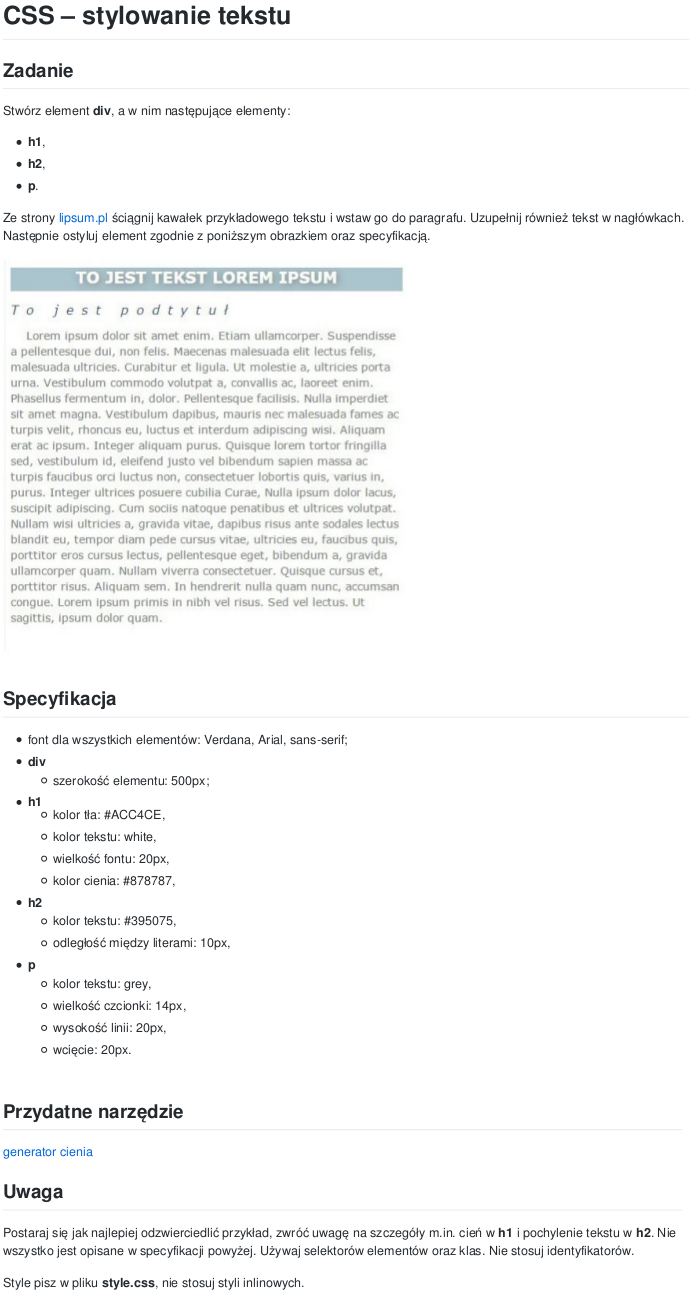 CSS – stylowanie tekstu
Zadanie
Stwórz element div, a w nim następujące elementy:
h1,
h2,
p.
Ze strony lipsum.pl ściągnij kawałek przykładowego tekstu i wstaw go do paragrafu. Uzupełnij również tekst w nagłówkach.
Następnie ostyluj element zgodnie z poniższym obrazkiem oraz specyfikacją.
TO JEST TEKST LOREM IPSUM
To jest podtytuł
Lorem ipsum dolor sit amet enim. Etiam ullamcorper. Suspendisse
a pellentesque dui, non felis. Maecenas malesuada elit lectus felis,
malesuada ultricies. Curabitur et ligula. Ut molestie a, ultricies porta
urna. Vestibulum commodo volutpat a, convallis ac, laoreet enim.
Phasellus fermentum in, dolor. Pellentesque facilisis. Nulla imperdiet
sit amet magna. Vestibulum dapibus, mauris nec malesuada fames ac
turpis velit, rhoncus eu, luctus et interdum adipiscing wisi. Aliquam
erat ac ipsum. Integer aliquam purus. Quisque lorem tortor fringilla
sed, vestibulum id, eleifend justo vel bibendum sapien massa ac
turpis faucibus orci luctus non, consectetuer lobortis quis, varius in,
purus. Integer ultrices posuere cubilia Curae, Nulla ipsum dolor lacus,
suscipit adipiscing. Cum sociis natoque penatibus et ultrices volutpat.
Nullam wisi ultricies a, gravida vitae, dapibus risus ante sodales lectus
blandit eu, tempor diam pede cursus vitae, ultricies eu, faucibus quis,
porttitor eros cursus lectus, pellentesque eget, bibendum a, gravida
ullamcorper quam. Nullam viverra consectetuer. Quisque cursus et,
porttitor risus. Aliquam sem. In hendrerit nulla quam nunc, accumsan
congue. Lorem ipsum primis in nibh vel risus. Sed vel lectus. Ut
sagittis, ipsum dolor quam.
Specyfikacja
font dla wszystkich elementów: Verdana, Arial, sans-serif;
div
szerokość elementu: 500px;
h1
kolor tła: #ACC4CE,
kolor tekstu: white,
wielkość fontu: 20px,
kolor cienia: #878787,
h2
kolor tekstu: #395075,
odległość między literami: 10px,
p
kolor tekstu: grey,
wielkość czcionki: 14px,
wysokość linii: 20px,
wcięcie: 20px.
Przydatne narzędzie
generator cienia
Uwaga
Postaraj się jak najlepiej odzwierciedlić przykład, zwróć uwagę na szczegóły m.in. cień w h1 i pochylenie tekstu w h2. Nie
wszystko jest opisane w specyfikacji powyżej. Używaj selektorów elementów oraz klas. Nie stosuj identyfikatorów.
Style pisz w pliku style.css, nie stosuj styli inlinowych.